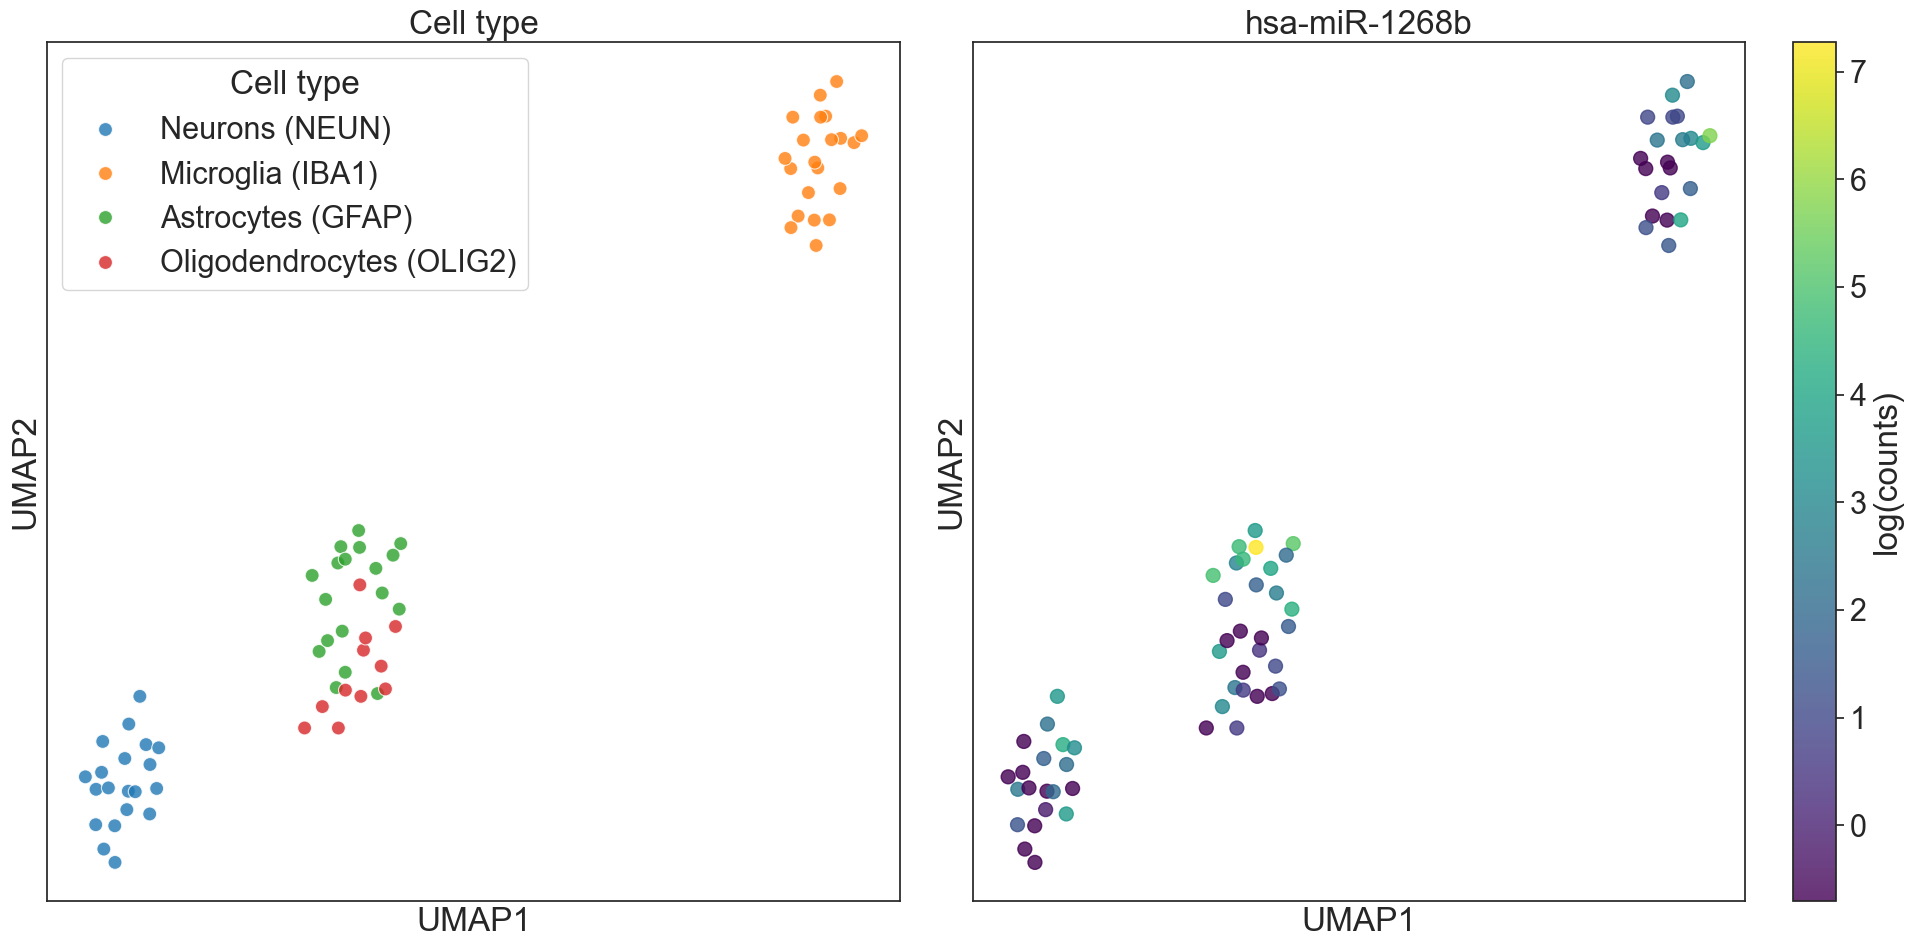 Cell type
Cell type
Neurons (NEUN)
Microglia (IBA1)
Astrocytes (GFAP)
Oligodendrocytes (OLIG2)
UMAP2
UMAP1
hsa-miR-1268b
UMAP2
UMAP1
7
6
5
4
3
2
1
0
log(counts)